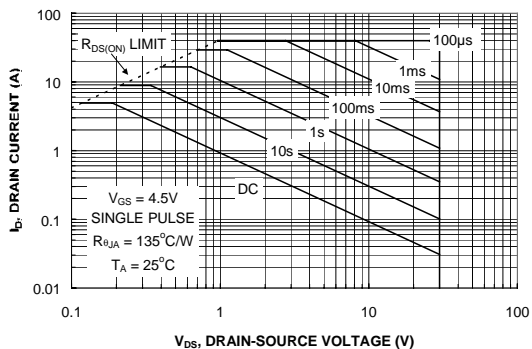 100
10
1
0.1
0.01
I_D, DRAIN CURRENT (A)
R_DS(ON) LIMIT
100µs
1ms
10ms
100ms
1s
10s
DC
V_GS = 4.5V
SINGLE PULSE
R_θJA = 135°C/W
T_A = 25°C
0.1 1 10 100
V_DS, DRAIN-SOURCE VOLTAGE (V)